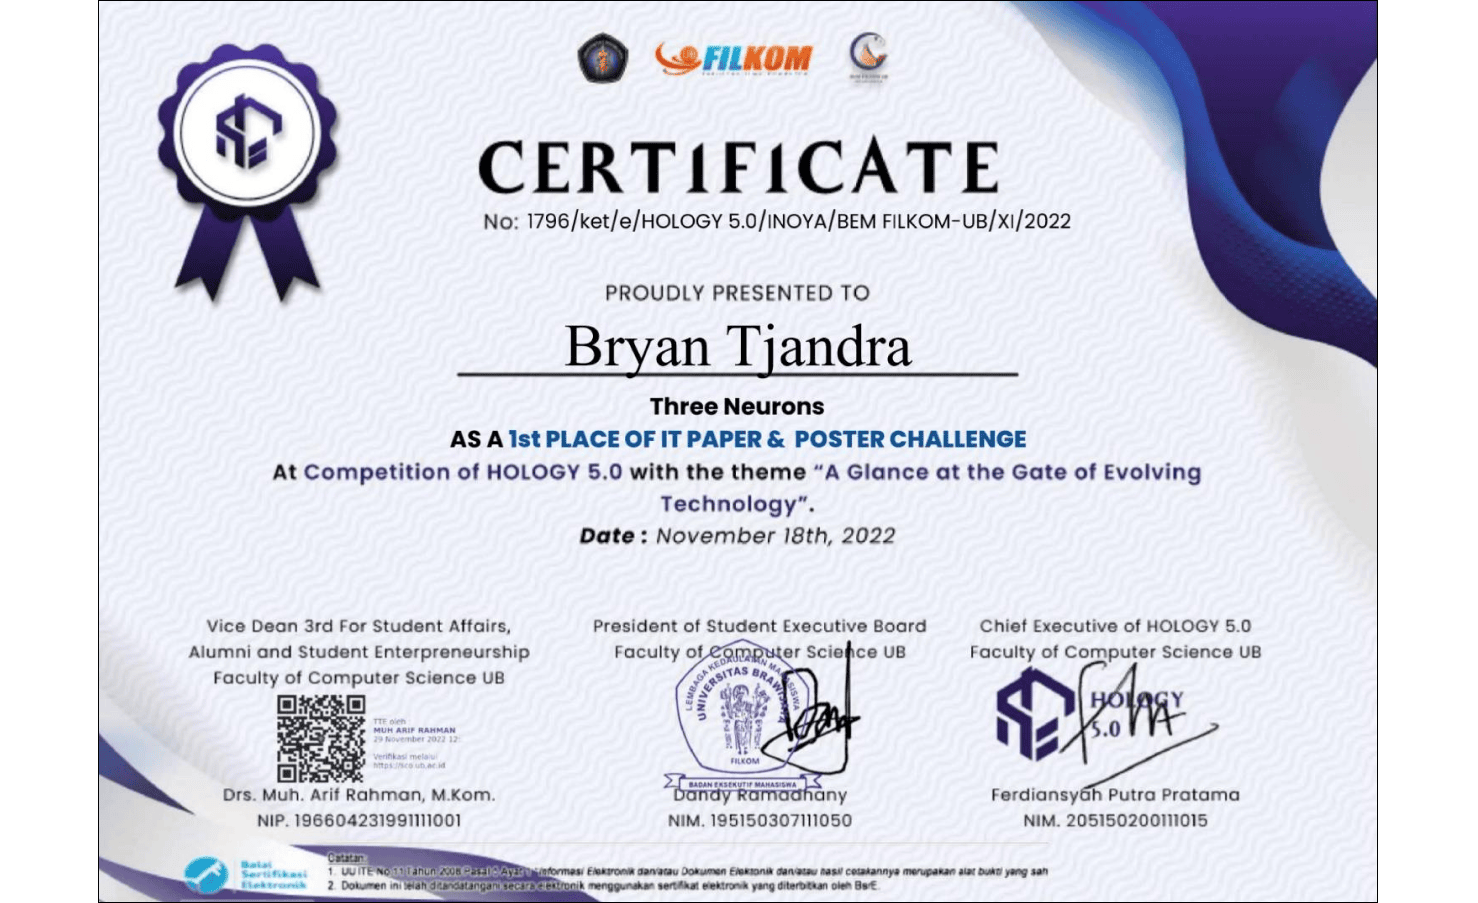 FILKOM
CERTIFICATE
No: 1796/ket/e/HOLOGY 5.0/INOYA/BEM FILKOM-UB/XI/2022
PROUDLY PRESENTED TO
Bryan Tjandra
Three Neurons
AS A 1st PLACE OF IT PAPER & POSTER CHALLENGE
At Competition of HOLOGY 5.0 with the theme “A Glance at the Gate of Evolving
Technology”.
Date : November 18th, 2022
Vice Dean 3rd For Student Affairs,
Alumni and Student Enterpreneurship
Faculty of Computer Science UB
TTE oleh
MUH ARIF RAHMAN
29 November 2022 12:
Verifikasi melalui
Drs. Muh. Arif Rahman, M.Kom.
NIP. 196604231991111001
President of Student Executive Board
Faculty of Computer Science UB
LEMBAGA KEDAULATAN MAHASISWA
UNIVERSITAS BRAWIJAYA
FILKOM
BADAN EKSEKUTIF MAHASISWA
Dandy Ramadhany
NIM. 195150307111050
Chief Executive of HOLOGY 5.0
Faculty of Computer Science UB
HOLOGY
5.0
Ferdiansyah Putra Pratama
NIM. 205150200111015
Balai
Sertifikasi
Elektronik
Catatan:
1. UU ITE No 11 Tahun 2008 Pasal 5 Ayat 1 "Informasi Elektronik dan/atau Dokumen Elektronik dan/atau hasil cetakannya merupakan alat bukti yang sah
2. Dokumen ini telah ditandatangani secara elektronik menggunakan sertifikat elektronik yang diterbitkan oleh BsrE.